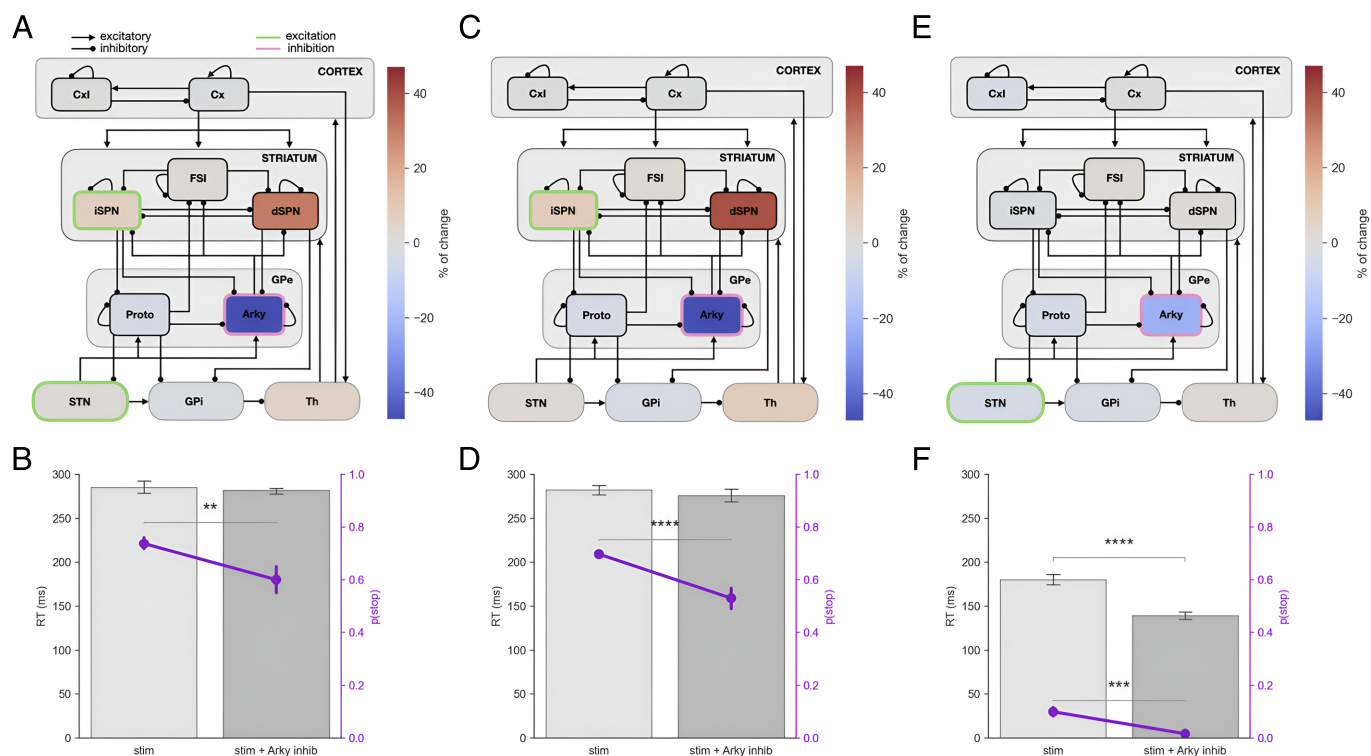 A
excitatory
inhibitory
excitation
inhibition
CORTEX
CxI
Cx
STRIATUM
FSI
iSPN
dSPN
GPe
Proto
Arky
STN
GPi
Th
40
20
0
−20
−40
% of change
C
CORTEX
CxI
Cx
STRIATUM
FSI
iSPN
dSPN
GPe
Proto
Arky
STN
GPi
Th
40
20
0
−20
−40
% of change
E
CORTEX
CxI
Cx
STRIATUM
FSI
iSPN
dSPN
GPe
Proto
Arky
STN
GPi
Th
40
20
0
−20
−40
% of change
B
300
250
200
150
100
50
0
RT (ms)
**
1.0
0.8
0.6
0.4
0.2
0.0
p(stop)
stim
stim + Arky inhib
D
300
250
200
150
100
50
0
RT (ms)
****
1.0
0.8
0.6
0.4
0.2
0.0
p(stop)
stim
stim + Arky inhib
F
300
250
200
150
100
50
0
RT (ms)
****
***
1.0
0.8
0.6
0.4
0.2
0.0
p(stop)
stim
stim + Arky inhib